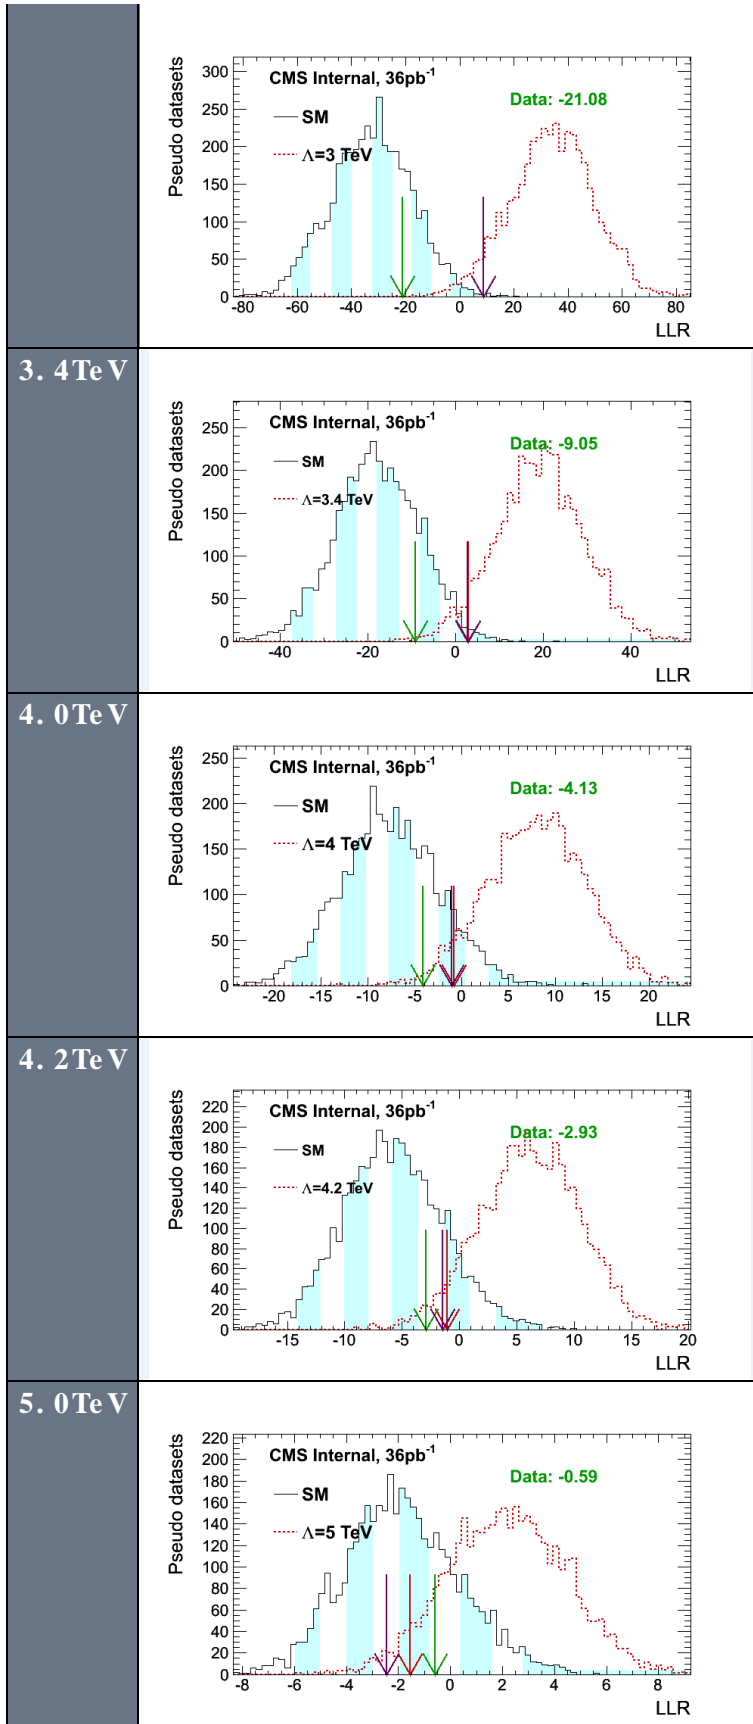 300
250
200
150
100
50
0
Pseudo datasets
CMS Internal, 36pb⁻¹
SM
Λ=3 TeV
Data: -21.08
-80 -60 -40 -20 0 20 40 60 80
LLR
3. 4TeV
250
200
150
100
50
0
Pseudo datasets
CMS Internal, 36pb⁻¹
SM
Λ=3.4 TeV
Data: -9.05
-40 -20 0 20 40
LLR
4. 0TeV
250
200
150
100
50
0
Pseudo datasets
CMS Internal, 36pb⁻¹
SM
Λ=4 TeV
Data: -4.13
-20 -15 -10 -5 0 5 10 15 20
LLR
4. 2TeV
220
200
180
160
140
120
100
80
60
40
20
0
Pseudo datasets
CMS Internal, 36pb⁻¹
SM
Λ=4.2 TeV
Data: -2.93
-15 -10 -5 0 5 10 15 20
LLR
5. 0TeV
220
200
180
160
140
120
100
80
60
40
20
0
Pseudo datasets
CMS Internal, 36pb⁻¹
SM
Λ=5 TeV
Data: -0.59
-8 -6 -4 -2 0 2 4 6 8
LLR